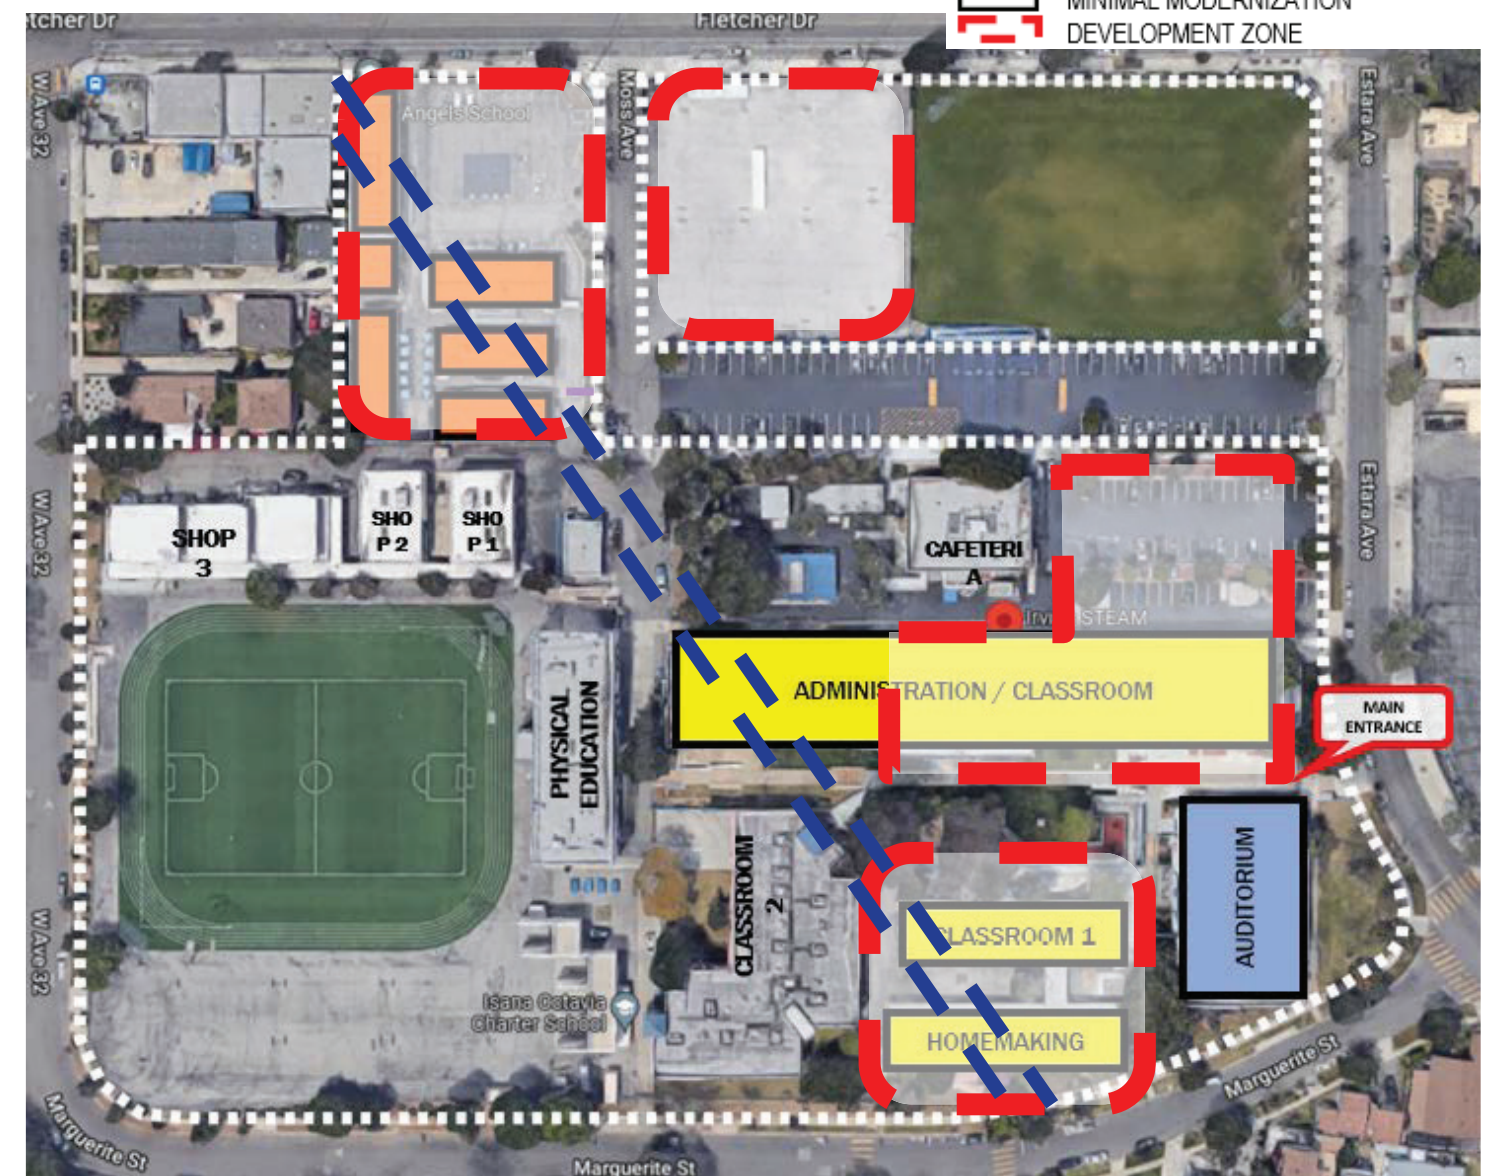 MINIMAL MODERNIZATION
DEVELOPMENT ZONE
tcher Dr
Fletcher Dr
W Ave 32
Angels School
Moss Ave
Estara Ave
SHOP
3
SHO
P 2
SHO
P 1
CAFETERI
A
W Ave 32
Estara Ave
STEAM
ADMINISTRATION / CLASSROOM
MAIN
ENTRANCE
PHYSICAL
EDUCATION
CLASSROOM
2
AUDITORIUM
CLASSROOM 1
HOMEMAKING
W Ave 32
Isana Octavia
Charter School
Marguerite St
Marguerite St
Marguerite St